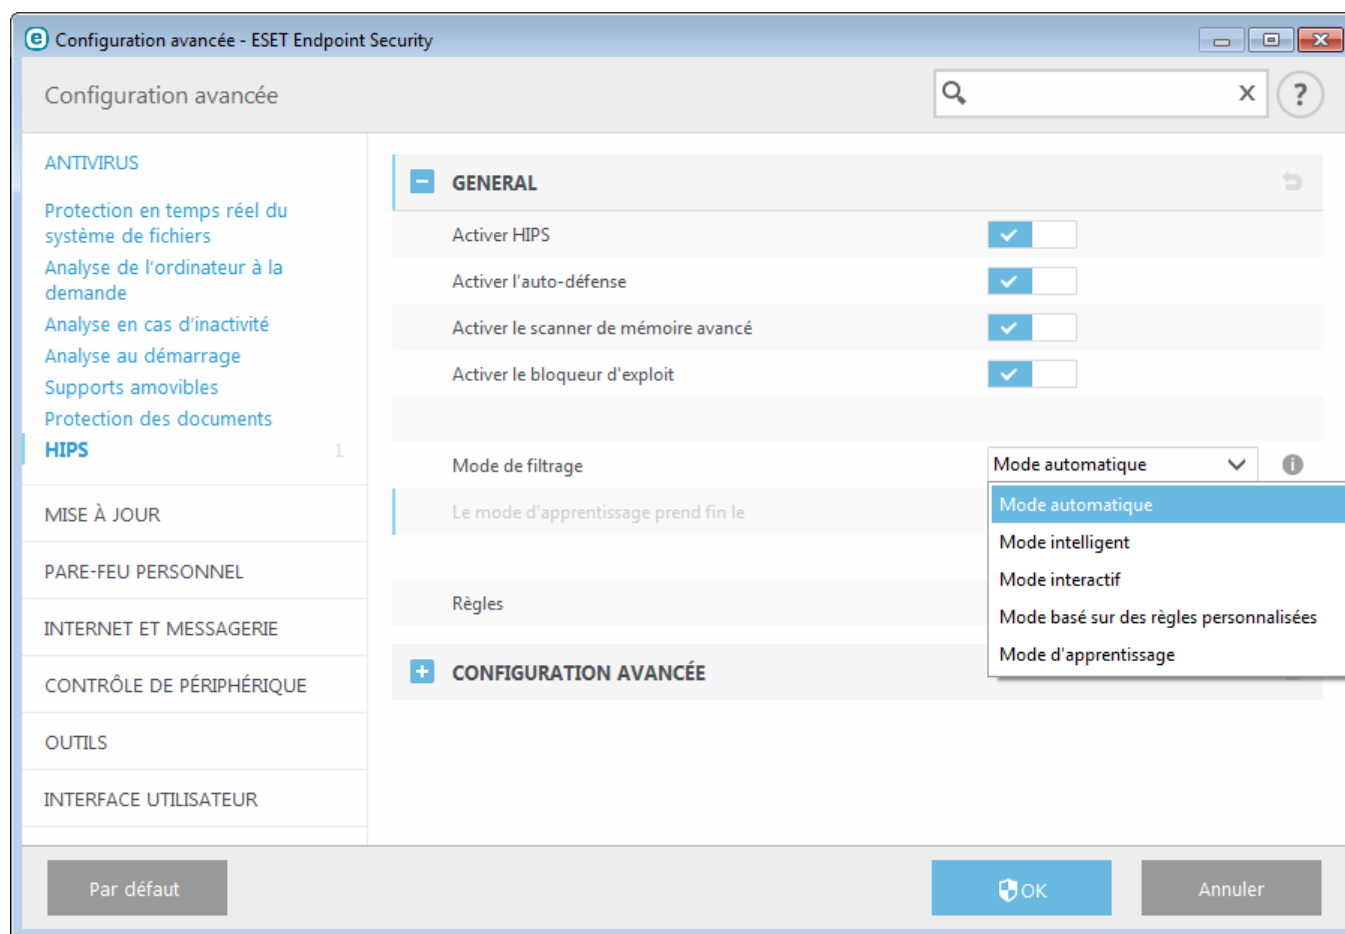 Configuration avancée - ESET Endpoint Security
Configuration avancée
X
?
ANTIVIRUS
Protection en temps réel du
système de fichiers
Analyse de l'ordinateur à la
demande
Analyse en cas d'inactivité
Analyse au démarrage
Supports amovibles
Protection des documents
HIPS 1
MISE À JOUR
PARE-FEU PERSONNEL
INTERNET ET MESSAGERIE
CONTRÔLE DE PÉRIPHÉRIQUE
OUTILS
INTERFACE UTILISATEUR
GENERAL
Activer HIPS
Activer l'auto-défense
Activer le scanner de mémoire avancé
Activer le bloqueur d'exploit
Mode de filtrage Mode automatique
Le mode d'apprentissage prend fin le
Règles
Mode automatique
Mode intelligent
Mode interactif
Mode basé sur des règles personnalisées
Mode d'apprentissage
CONFIGURATION AVANCÉE
Par défaut
OK
Annuler